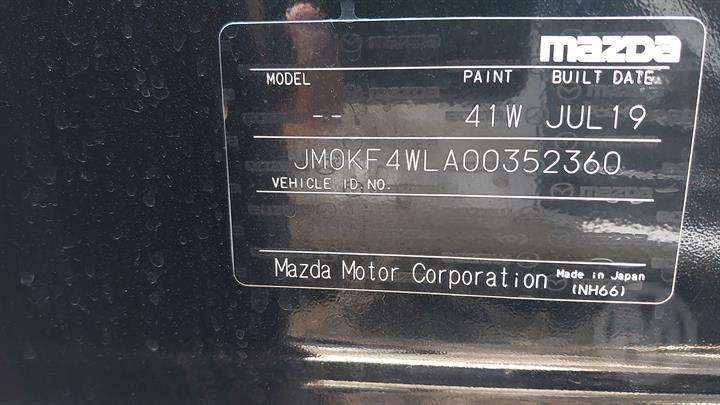 mazda
MODEL PAINT BUILT DATE
-- 41W JUL19
JM0KF4WLA00352360
VEHICLE ID.NO.
Mazda Motor Corporation Made in Japan
(NH66)